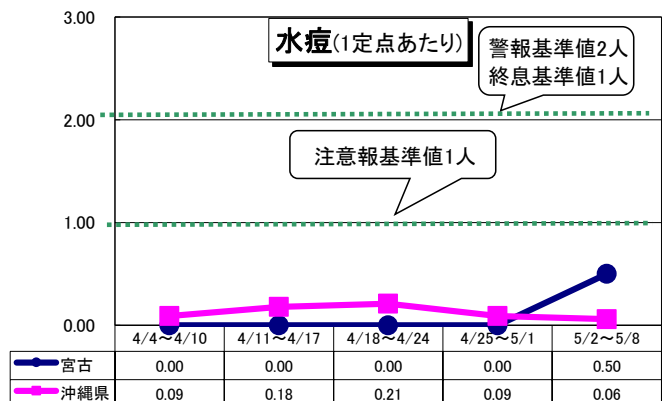 3.00
水痘(1定点あたり)
警報基準値2人
終息基準値1人
2.00
注意報基準値1人
1.00
0.00
4/4～4/10 4/11～4/17 4/18～4/24 4/25～5/1 5/2～5/8
宮古 0.00 0.00 0.00 0.00 0.50
沖縄県 0.09 0.18 0.21 0.09 0.06